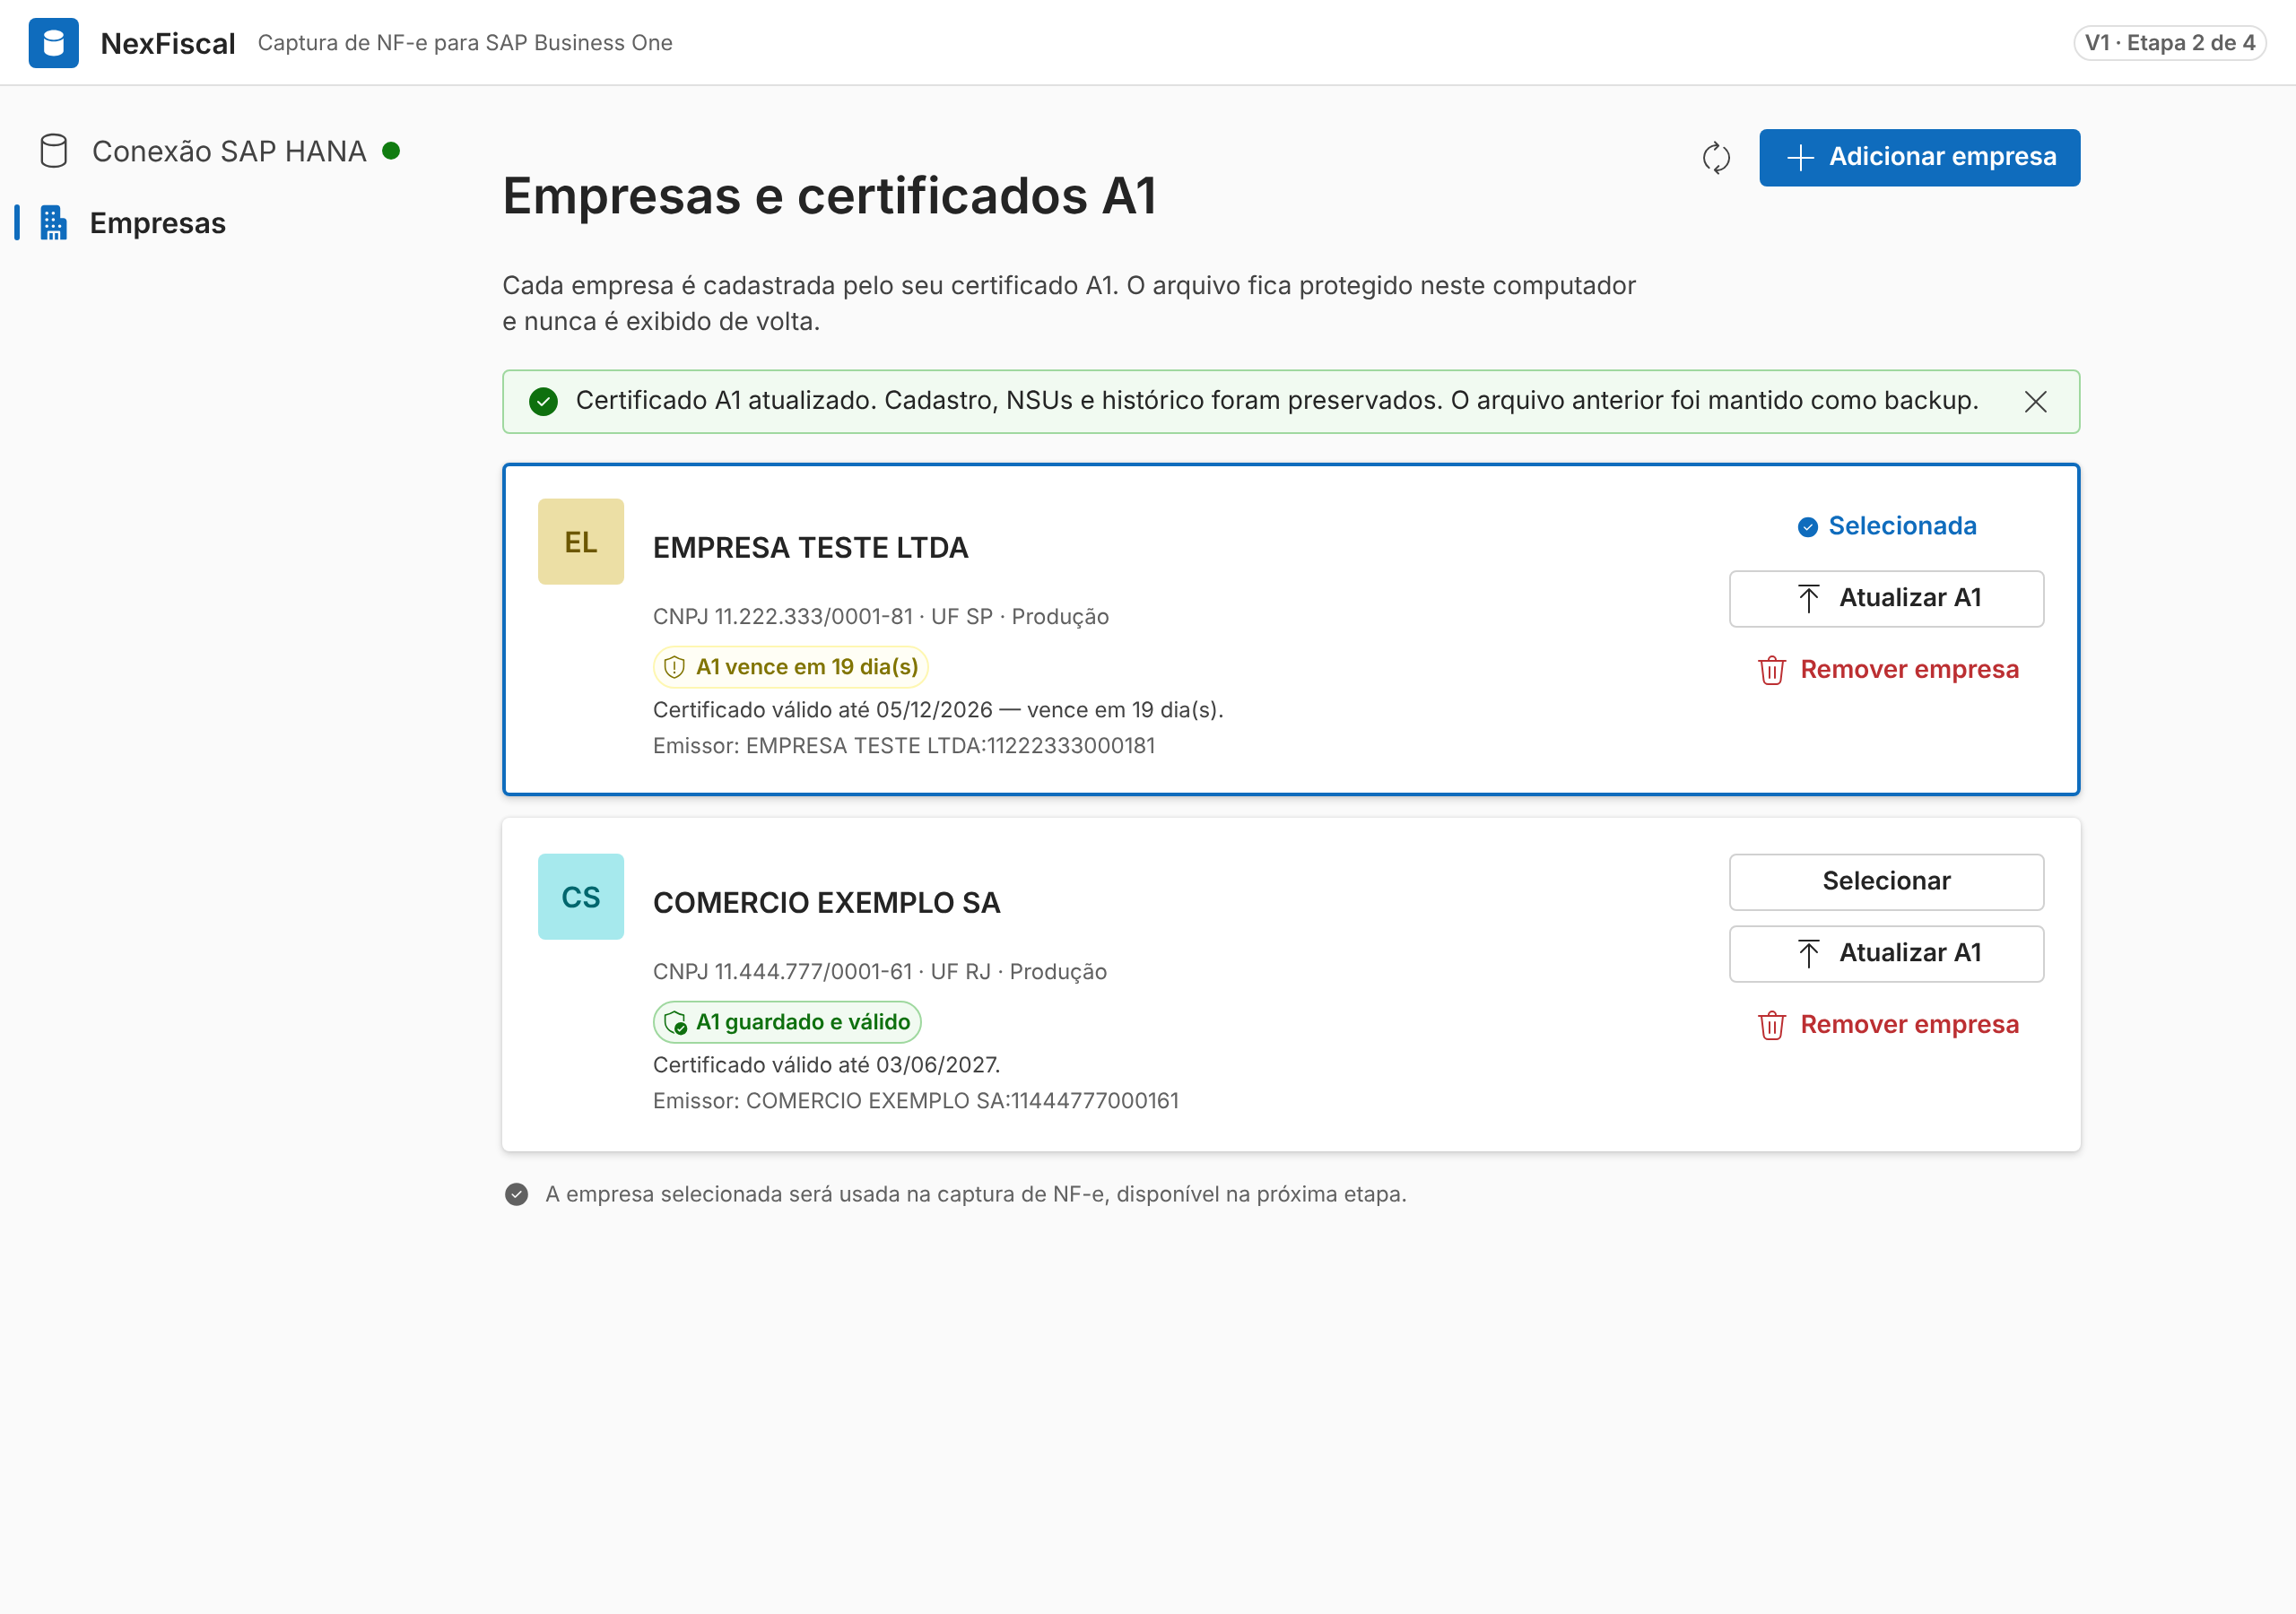 NexFiscal Captura de NF-e para SAP Business One
V1 · Etapa 2 de 4
Conexão SAP HANA
Empresas
Empresas e certificados A1
Adicionar empresa
Cada empresa é cadastrada pelo seu certificado A1. O arquivo fica protegido neste computador
e nunca é exibido de volta.
Certificado A1 atualizado. Cadastro, NSUs e histórico foram preservados. O arquivo anterior foi mantido como backup.
EL
EMPRESA TESTE LTDA
CNPJ 11.222.333/0001-81 · UF SP · Produção
A1 vence em 19 dia(s)
Certificado válido até 05/12/2026 — vence em 19 dia(s).
Emissor: EMPRESA TESTE LTDA:11222333000181
Selecionada
Atualizar A1
Remover empresa
CS
COMERCIO EXEMPLO SA
CNPJ 11.444.777/0001-61 · UF RJ · Produção
A1 guardado e válido
Certificado válido até 03/06/2027.
Emissor: COMERCIO EXEMPLO SA:11444777000161
Selecionar
Atualizar A1
Remover empresa
A empresa selecionada será usada na captura de NF-e, disponível na próxima etapa.